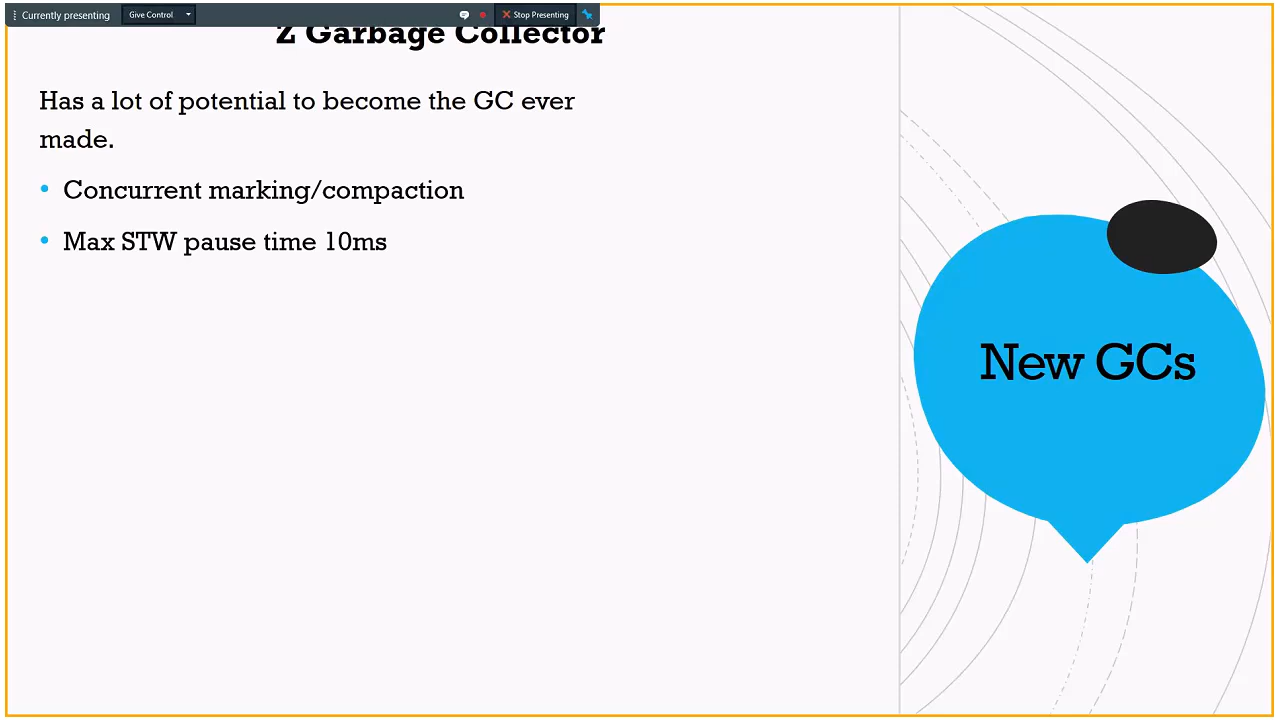 Currently presenting
Give Control
Stop Presenting
Z Garbage Collector
Has a lot of potential to become the GC ever
made.
• Concurrent marking/compaction
• Max STW pause time 10ms
New GCs